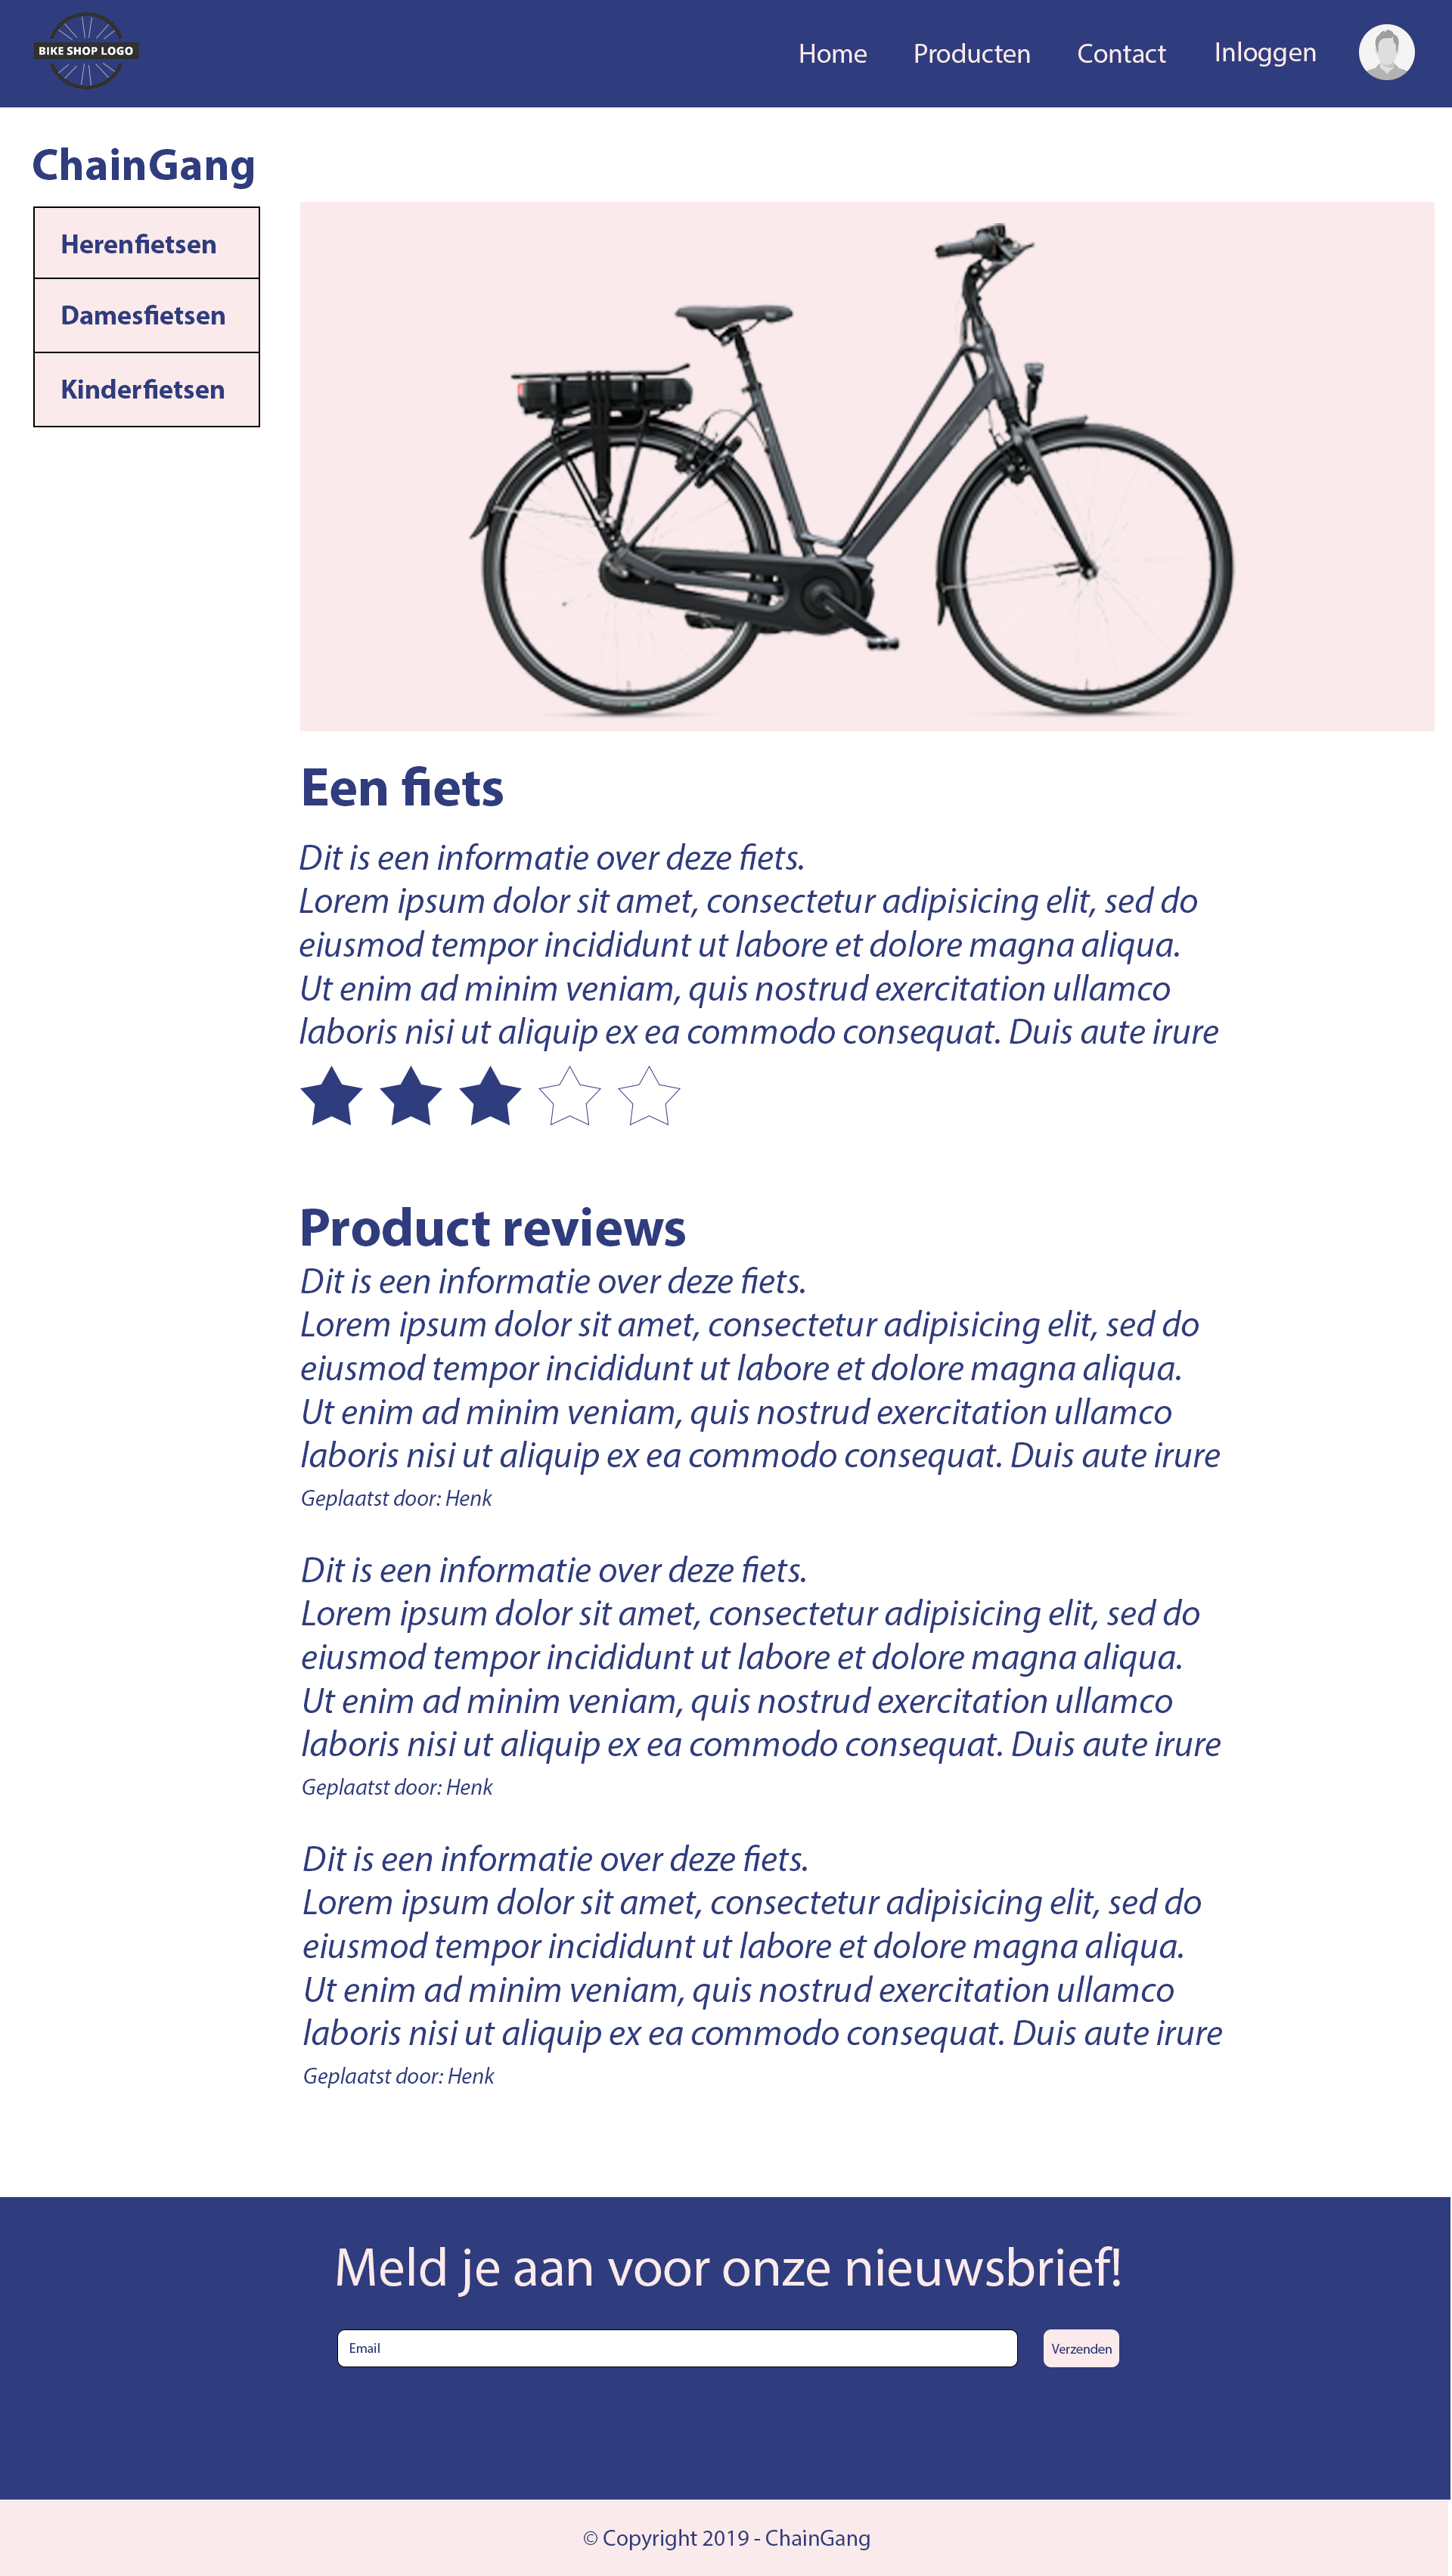 BIKE SHOP LOGO
Home Producten Contact Inloggen
ChainGang
Herenfietsen
Damesfietsen
Kinderfietsen
Een fiets
Dit is een informatie over deze fiets.
Lorem ipsum dolor sit amet, consectetur adipisicing elit, sed do
eiusmod tempor incididunt ut labore et dolore magna aliqua.
Ut enim ad minim veniam, quis nostrud exercitation ullamco
laboris nisi ut aliquip ex ea commodo consequat. Duis aute irure
Product reviews
Dit is een informatie over deze fiets.
Lorem ipsum dolor sit amet, consectetur adipisicing elit, sed do
eiusmod tempor incididunt ut labore et dolore magna aliqua.
Ut enim ad minim veniam, quis nostrud exercitation ullamco
laboris nisi ut aliquip ex ea commodo consequat. Duis aute irure
Geplaatst door: Henk
Dit is een informatie over deze fiets.
Lorem ipsum dolor sit amet, consectetur adipisicing elit, sed do
eiusmod tempor incididunt ut labore et dolore magna aliqua.
Ut enim ad minim veniam, quis nostrud exercitation ullamco
laboris nisi ut aliquip ex ea commodo consequat. Duis aute irure
Geplaatst door: Henk
Dit is een informatie over deze fiets.
Lorem ipsum dolor sit amet, consectetur adipisicing elit, sed do
eiusmod tempor incididunt ut labore et dolore magna aliqua.
Ut enim ad minim veniam, quis nostrud exercitation ullamco
laboris nisi ut aliquip ex ea commodo consequat. Duis aute irure
Geplaatst door: Henk
Meld je aan voor onze nieuwsbrief!
Email Verzenden
© Copyright 2019 - ChainGang